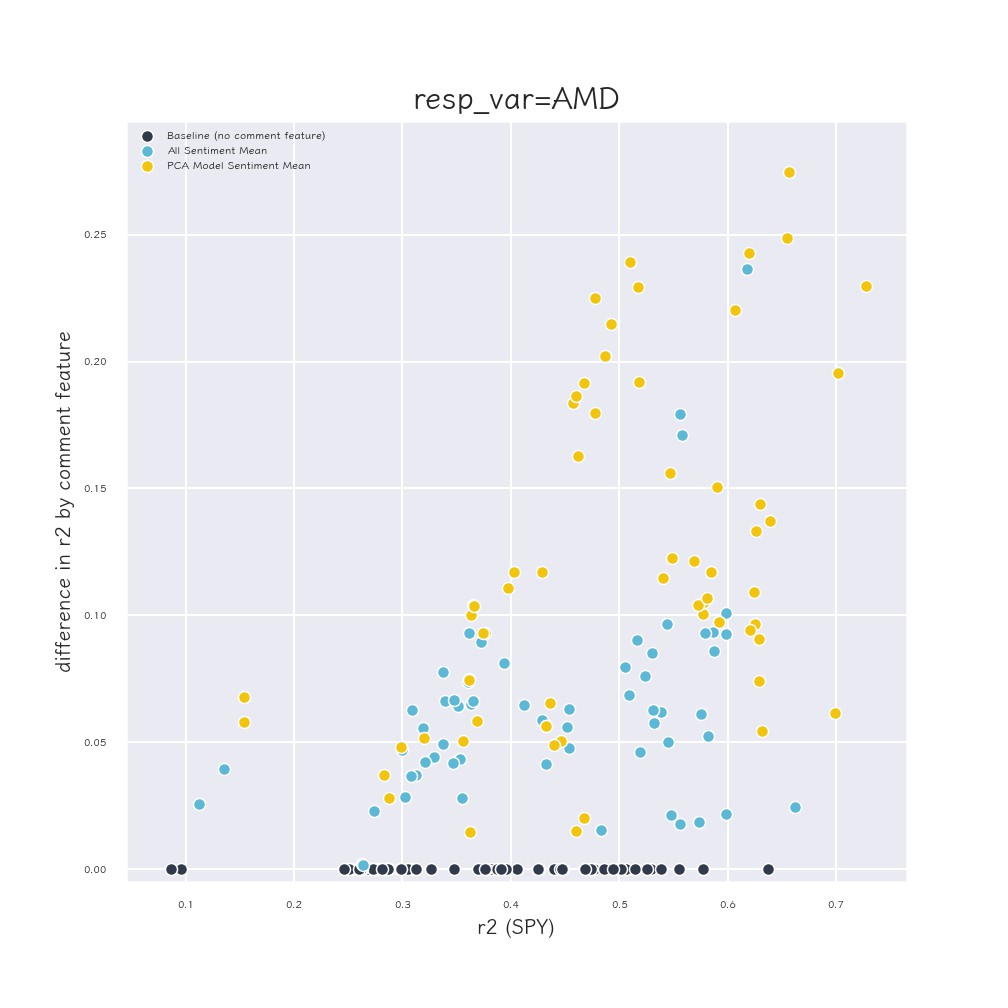 resp_var=AMD
Baseline (no comment feature)
All Sentiment Mean
PCA Model Sentiment Mean
difference in r2 by comment feature
0.25
0.20
0.15
0.10
0.05
0.00
0.1 0.2 0.3 0.4 0.5 0.6 0.7
r2 (SPY)